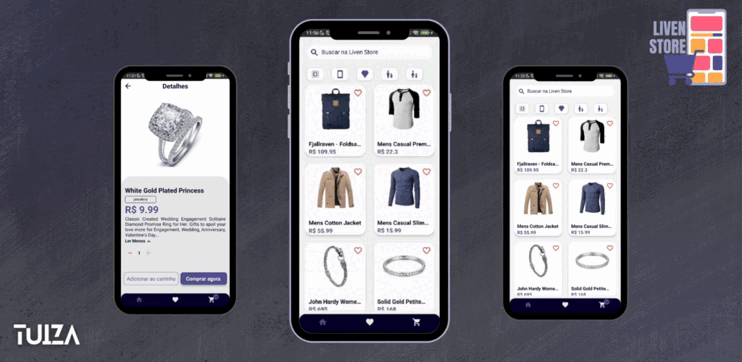 LIVEN
STORE
11:51
Detalhes
White Gold Plated Princess
jewelery
R$ 9.99
Classic Created Wedding Engagement Solitaire
Diamond Promise Ring for Her. Gifts to spoil your
love more for Engagement, Wedding, Anniversary,
Valentine's Day...
Ler Menos
1
Adicionar ao carrinho
Comprar agora
11:56
Buscar na Liven Store
Fjallraven - Foldsa...
R$ 109.95
Mens Casual Prem...
R$ 22.3
Mens Cotton Jacket
R$ 55.99
Mens Casual Slim...
R$ 15.99
John Hardy Wome...
R$ 695
Solid Gold Petite...
R$ 168
Buscar na Liven Store
Fjallraven - Foldsa...
R$ 109.95
Mens Casual Prem...
R$ 22.3
Mens Cotton Jacket
R$ 55.99
Mens Casual Slim...
R$ 15.99
John Hardy Wome...
R$ 695
Solid Gold Petite...
R$ 168
TUIZA